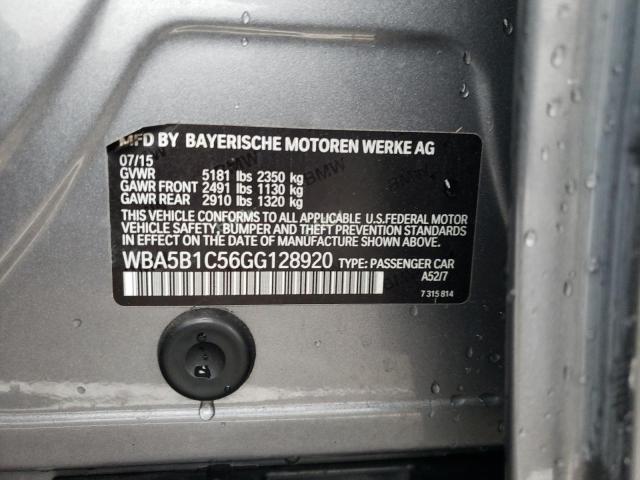 MFD BY BAYERISCHE MOTOREN WERKE AG
07/15
GVWR 5181 lbs 2350 kg
GAWR FRONT 2491 lbs 1130 kg
GAWR REAR 2910 lbs 1320 kg
THIS VEHICLE CONFORMS TO ALL APPLICABLE U.S.FEDERAL MOTOR
VEHICLE SAFETY, BUMPER, AND THEFT PREVENTION STANDARDS
IN EFFECT ON THE DATE OF MANUFACTURE SHOWN ABOVE.
WBA5B1C56GG128920 TYPE: PASSENGER CAR
A52/7
7 315 814